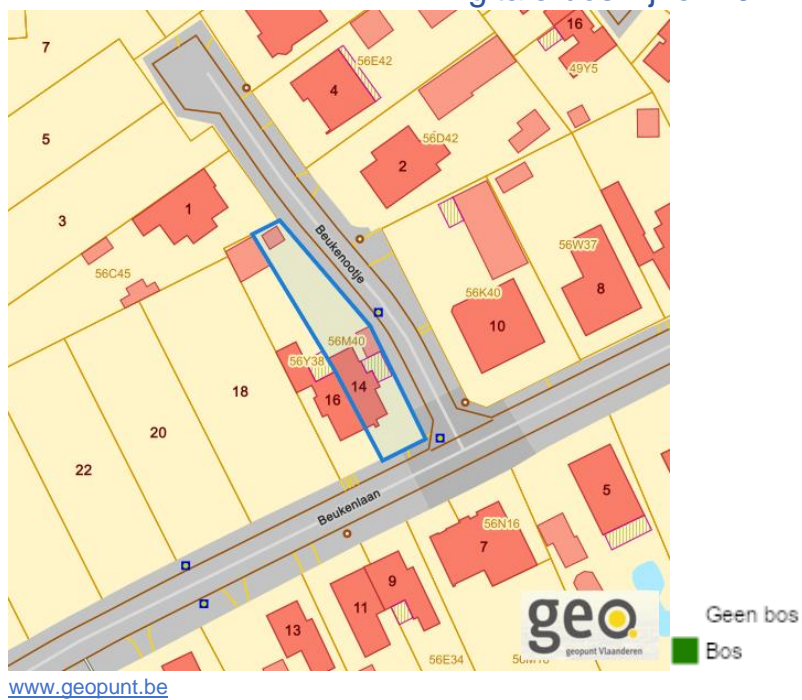 7
16
56E42
4
49Y5
5
56D42
2
1
3
Beukenootje
56W37
56C45
56K40
8
10
56M40
56Y38
14
18
16
20
22
5
Beukenlaan
56N16
7
9
11
13
56E34
geo
geopunt Vlaanderen
Geen bos
Bos
www.geopunt.be